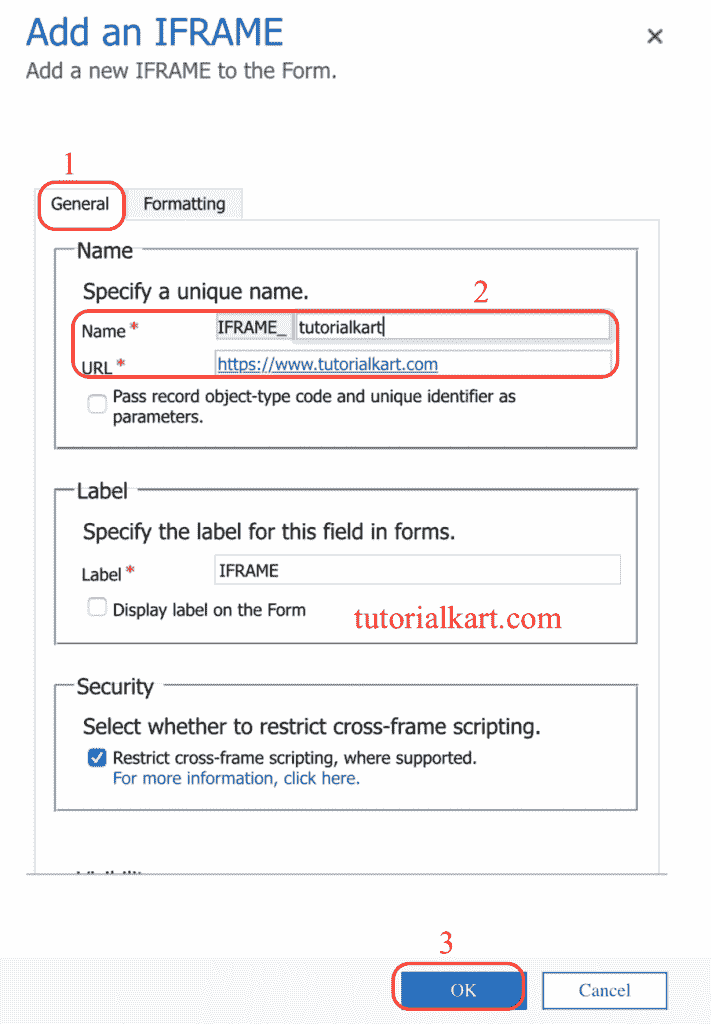 Add an IFRAME
Add a new IFRAME to the Form.
1
General Formatting
Name
Specify a unique name.
2
Name * IFRAME_ tutorialkart
URL * https://www.tutorialkart.com
Pass record object-type code and unique identifier as
parameters.
Label
Specify the label for this field in forms.
Label * IFRAME
Display label on the Form
tutorialkart.com
Security
Select whether to restrict cross-frame scripting.
Restrict cross-frame scripting, where supported.
For more information, click here.
3
OK Cancel